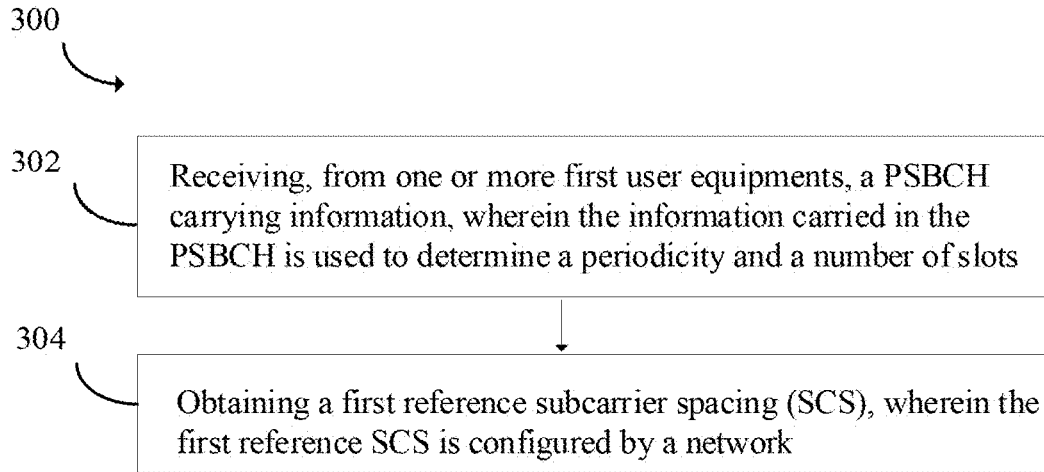 300
302
Receiving, from one or more first user equipments, a PSBCH
carrying information, wherein the information carried in the
PSBCH is used to determine a periodicity and a number of slots
304
Obtaining a first reference subcarrier spacing (SCS), wherein the
first reference SCS is configured by a network